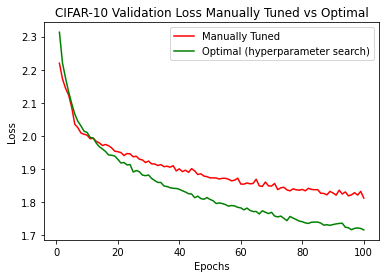 CIFAR-10 Validation Loss Manually Tuned vs Optimal
Manually Tuned
Optimal (hyperparameter search)
Loss
2.3
2.2
2.1
2.0
1.9
1.8
1.7
0
20
40
60
80
100
Epochs